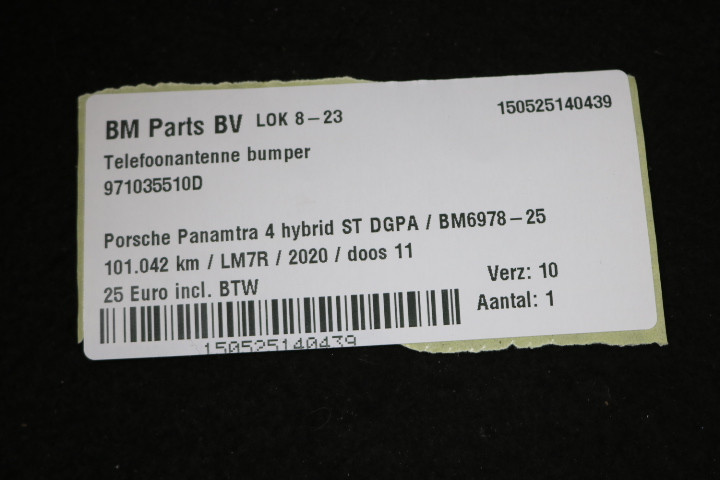 BM Parts BV LOK 8-23 150525140439
Telefoonantenne bumper
971035510D
Porsche Panamtra 4 hybrid ST DGPA / BM6978-25
101.042 km / LM7R / 2020 / doos 11
25 Euro incl. BTW Verz: 10
Aantal: 1
150525140439